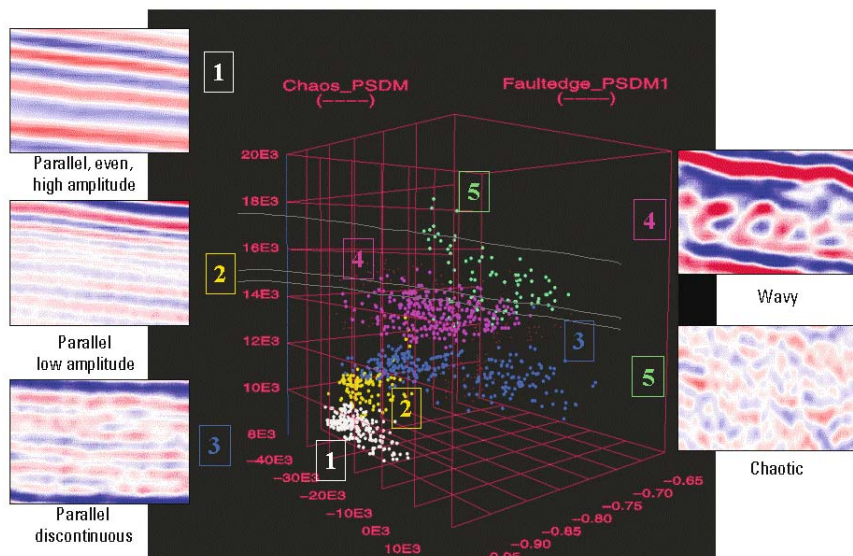 1
Parallel, even,
high amplitude
2
Parallel
low amplitude
3
Parallel
discontinuous
Chaos_PSDM
(————)
Faultedge_PSDM1
(————)
20E3
18E3
16E3
14E3
12E3
10E3
8E3
-40E3
-30E3
-20E3
-10E3
0E3
10E3
-0.85
-0.80
-0.75
-0.70
-0.65
5
4
3
2
1
4
Wavy
5
Chaotic